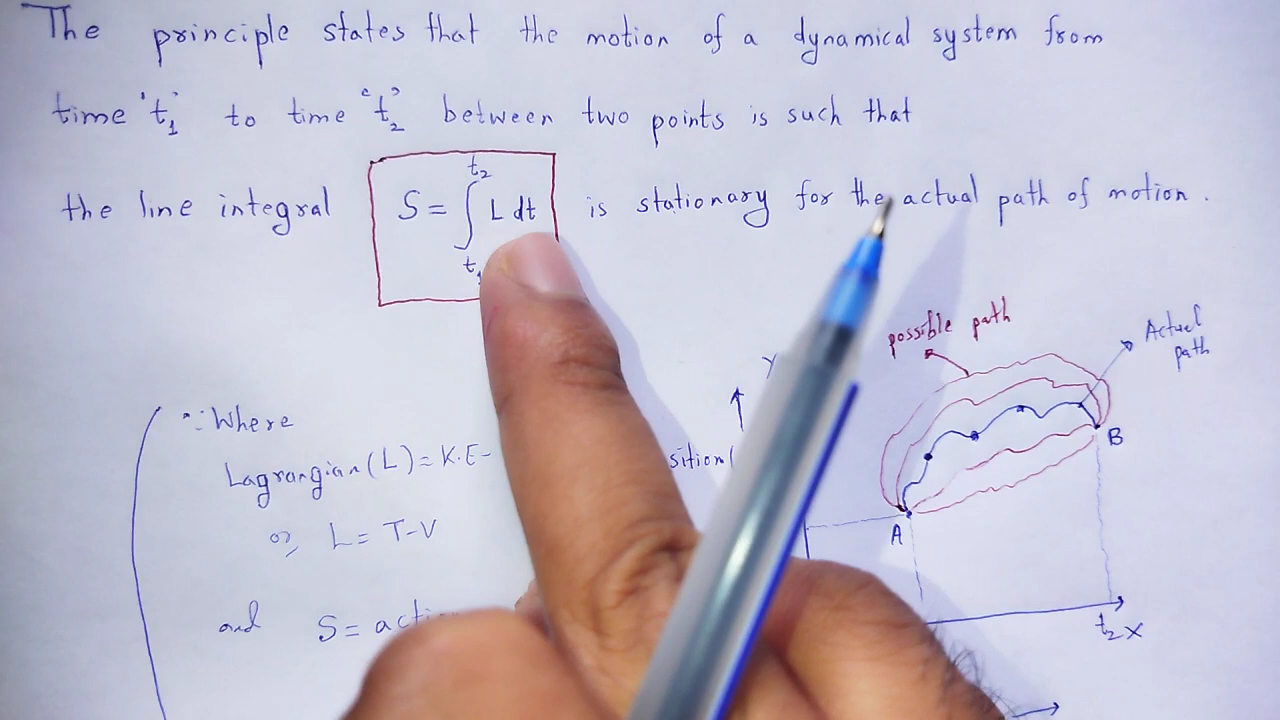 The principle states that the motion of a dynamical system from
time 't₁' to time 't₂' between two points is such that
the line integral S = ∫ t₁ t₂ L dt is stationary for the actual path of motion.
possible path
Actual
path
Y
∵ Where
Lagrangian (L) = K.E-
or, L = T-V
B
A
and S =
t₂ X